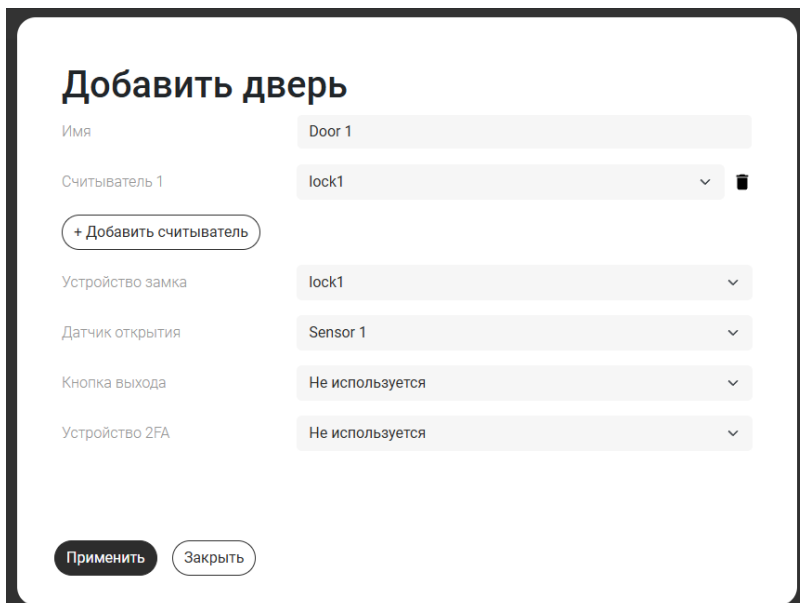 Добавить дверь
Имя Door 1
Считыватель 1 lock1
+ Добавить считыватель
Устройство замка lock1
Датчик открытия Sensor 1
Кнопка выхода Не используется
Устройство 2FA Не используется
Применить Закрыть